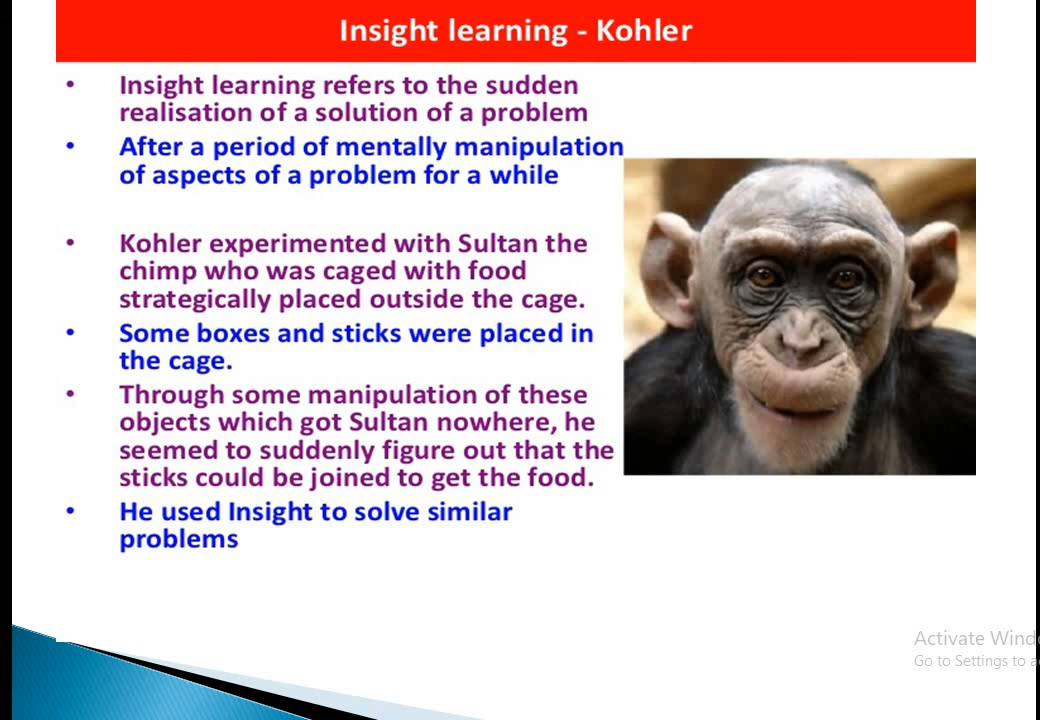 Insight learning - Kohler
• Insight learning refers to the sudden
realisation of a solution of a problem
• After a period of mentally manipulation
of aspects of a problem for a while
• Kohler experimented with Sultan the
chimp who was caged with food
strategically placed outside the cage.
• Some boxes and sticks were placed in
the cage.
• Through some manipulation of these
objects which got Sultan nowhere, he
seemed to suddenly figure out that the
sticks could be joined to get the food.
• He used Insight to solve similar
problems
Activate
Go to Settings to